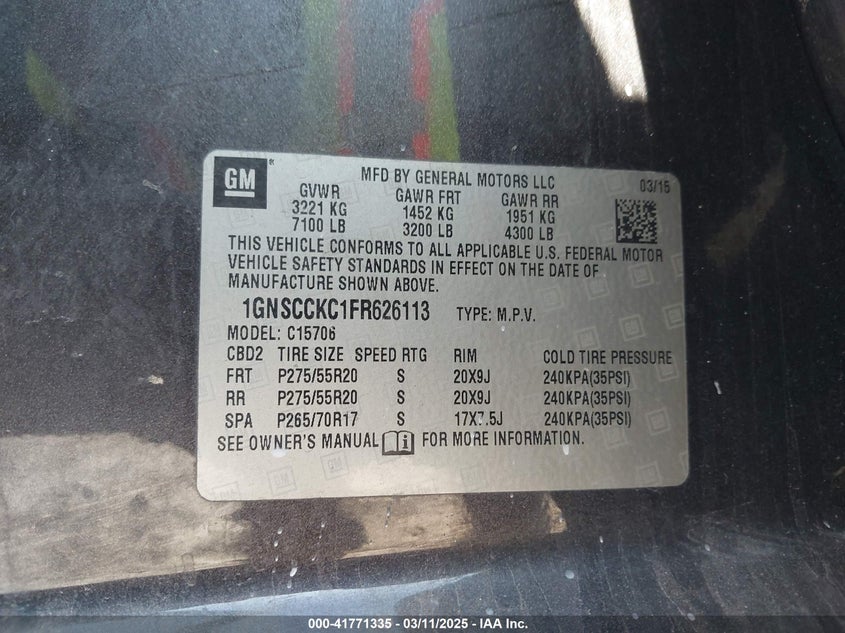 GM ®
MFD BY GENERAL MOTORS LLC 03/15
GVWR GAWR FRT GAWR RR
3221 KG 1452 KG 1951 KG
7100 LB 3200 LB 4300 LB
THIS VEHICLE CONFORMS TO ALL APPLICABLE U.S. FEDERAL MOTOR
VEHICLE SAFETY STANDARDS IN EFFECT ON THE DATE OF
MANUFACTURE SHOWN ABOVE.
1GNSCCKC1FR626113 TYPE: M.P.V.
MODEL: C15706
CBD2 TIRE SIZE SPEED RTG RIM COLD TIRE PRESSURE
FRT P275/55R20 S 20X9J 240KPA(35PSI)
RR P275/55R20 S 20X9J 240KPA(35PSI)
SPA P265/70R17 S 17X7.5J 240KPA(35PSI)
SEE OWNER'S MANUAL i FOR MORE INFORMATION.
000-41771335 - 03/11/2025 - IAA Inc.